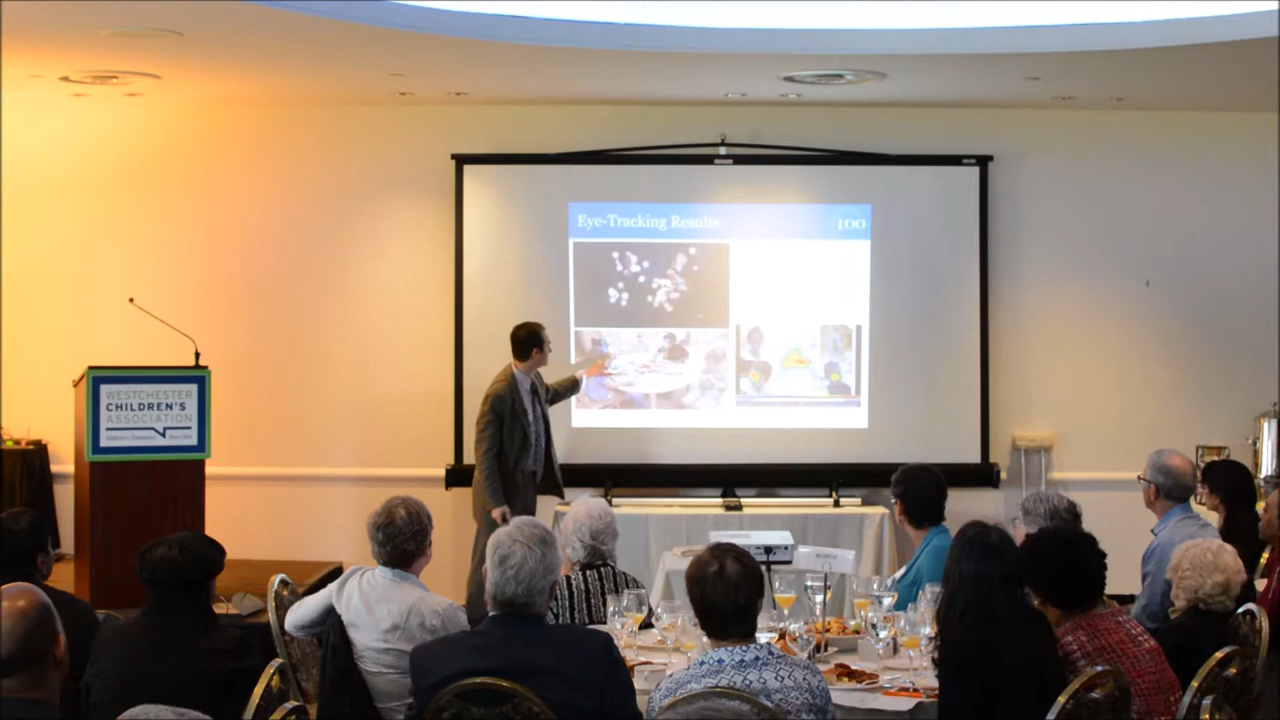 Eye-Tracking Results
100
WESTCHESTER
CHILDREN'S
ASSOCIATION